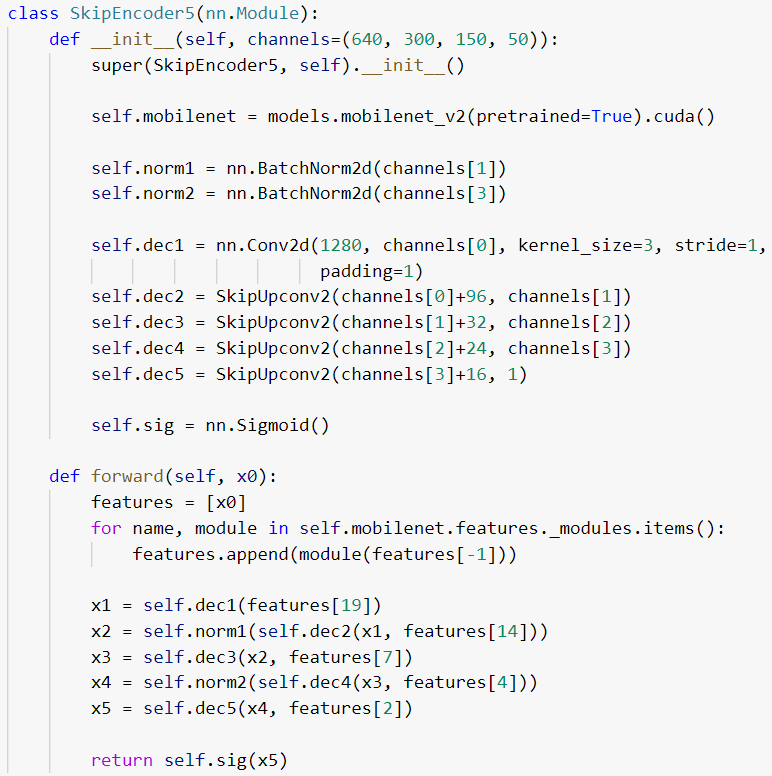 class SkipEncoder5(nn.Module):
    def __init__(self, channels=(640, 300, 150, 50)):
        super(SkipEncoder5, self).__init__()

        self.mobilenet = models.mobilenet_v2(pretrained=True).cuda()

        self.norm1 = nn.BatchNorm2d(channels[1])
        self.norm2 = nn.BatchNorm2d(channels[3])

        self.dec1 = nn.Conv2d(1280, channels[0], kernel_size=3, stride=1,
                              padding=1)
        self.dec2 = SkipUpconv2(channels[0]+96, channels[1])
        self.dec3 = SkipUpconv2(channels[1]+32, channels[2])
        self.dec4 = SkipUpconv2(channels[2]+24, channels[3])
        self.dec5 = SkipUpconv2(channels[3]+16, 1)

        self.sig = nn.Sigmoid()

    def forward(self, x0):
        features = [x0]
        for name, module in self.mobilenet.features._modules.items():
            features.append(module(features[-1]))

        x1 = self.dec1(features[19])
        x2 = self.norm1(self.dec2(x1, features[14]))
        x3 = self.dec3(x2, features[7])
        x4 = self.norm2(self.dec4(x3, features[4]))
        x5 = self.dec5(x4, features[2])

        return self.sig(x5)